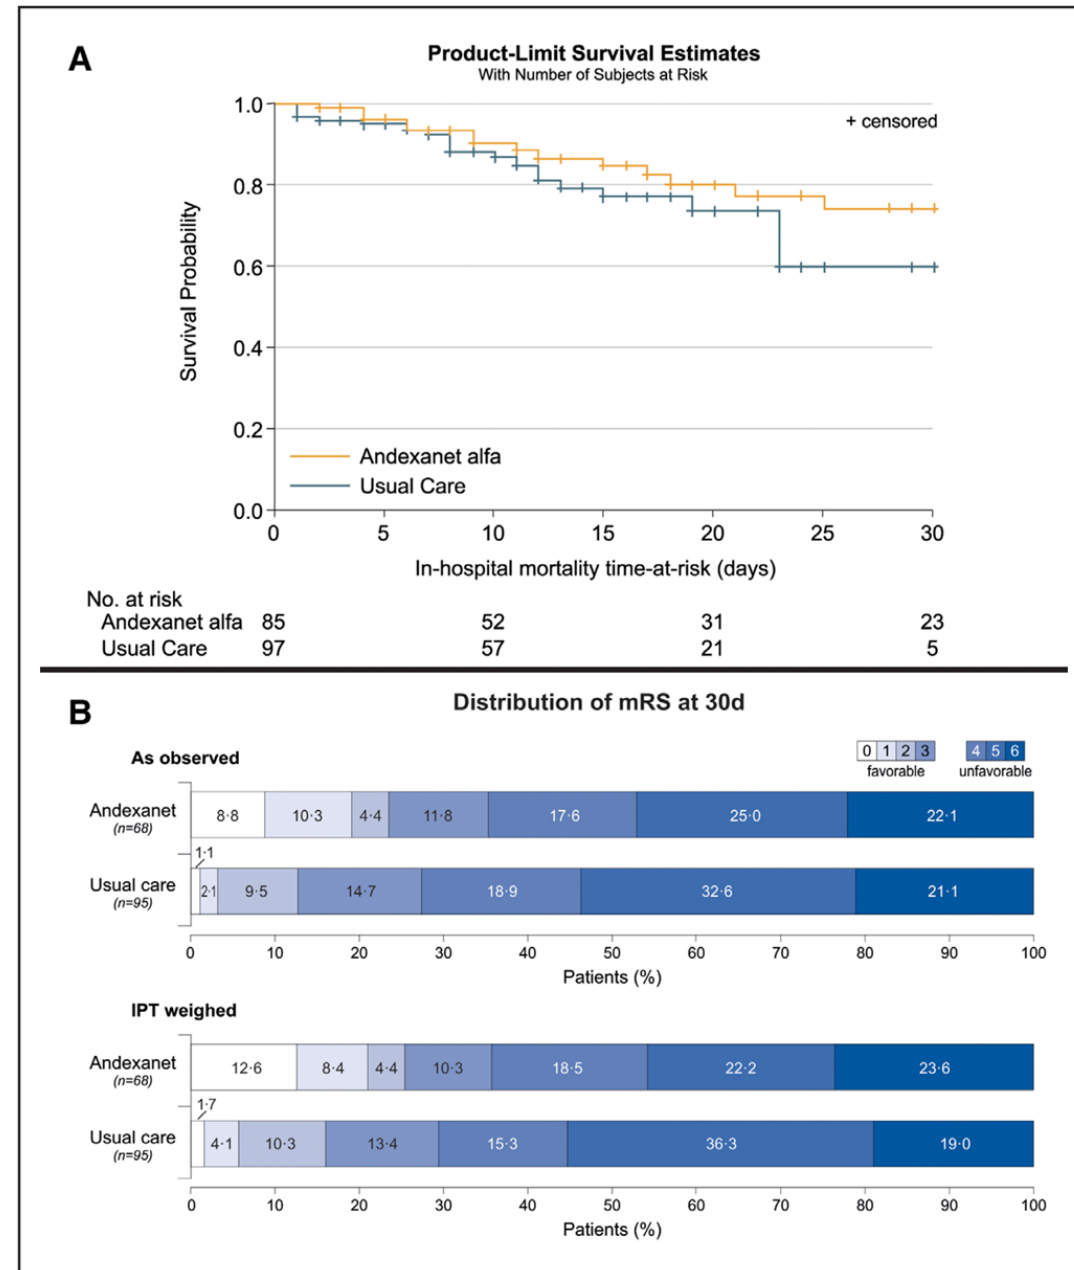 A
Product-Limit Survival Estimates
With Number of Subjects at Risk
+ censored
1.0
0.8
0.6
0.4
0.2
0.0
Survival Probability
Andexanet alfa
Usual Care
0 5 10 15 20 25 30
In-hospital mortality time-at-risk (days)
No. at risk
Andexanet alfa 85 52 31 23
Usual Care 97 57 21 5
B
Distribution of mRS at 30d
As observed
0 1 2 3 4 5 6
favorable unfavorable
Andexanet
(n=68)
8·8 10·3 4·4 11·8 17·6 25·0 22·1
1·1
Usual care
(n=95)
2·1 9·5 14·7 18·9 32·6 21·1
0 10 20 30 40 50 60 70 80 90 100
Patients (%)
IPT weighed
Andexanet
(n=68)
12·6 8·4 4·4 10·3 18·5 22·2 23·6
1·7
Usual care
(n=95)
4·1 10·3 13·4 15·3 36·3 19·0
0 10 20 30 40 50 60 70 80 90 100
Patients (%)